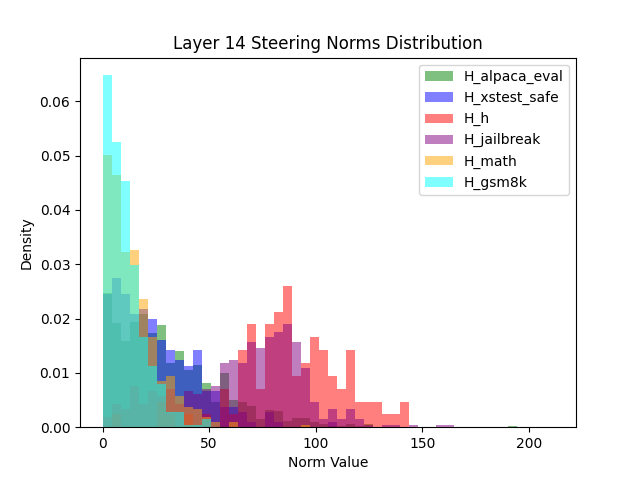 Layer 14 Steering Norms Distribution
H_alpaca_eval
H_xstest_safe
H_h
H_jailbreak
H_math
H_gsm8k
Density
0.06
0.05
0.04
0.03
0.02
0.01
0.00
0
50
100
150
200
Norm Value